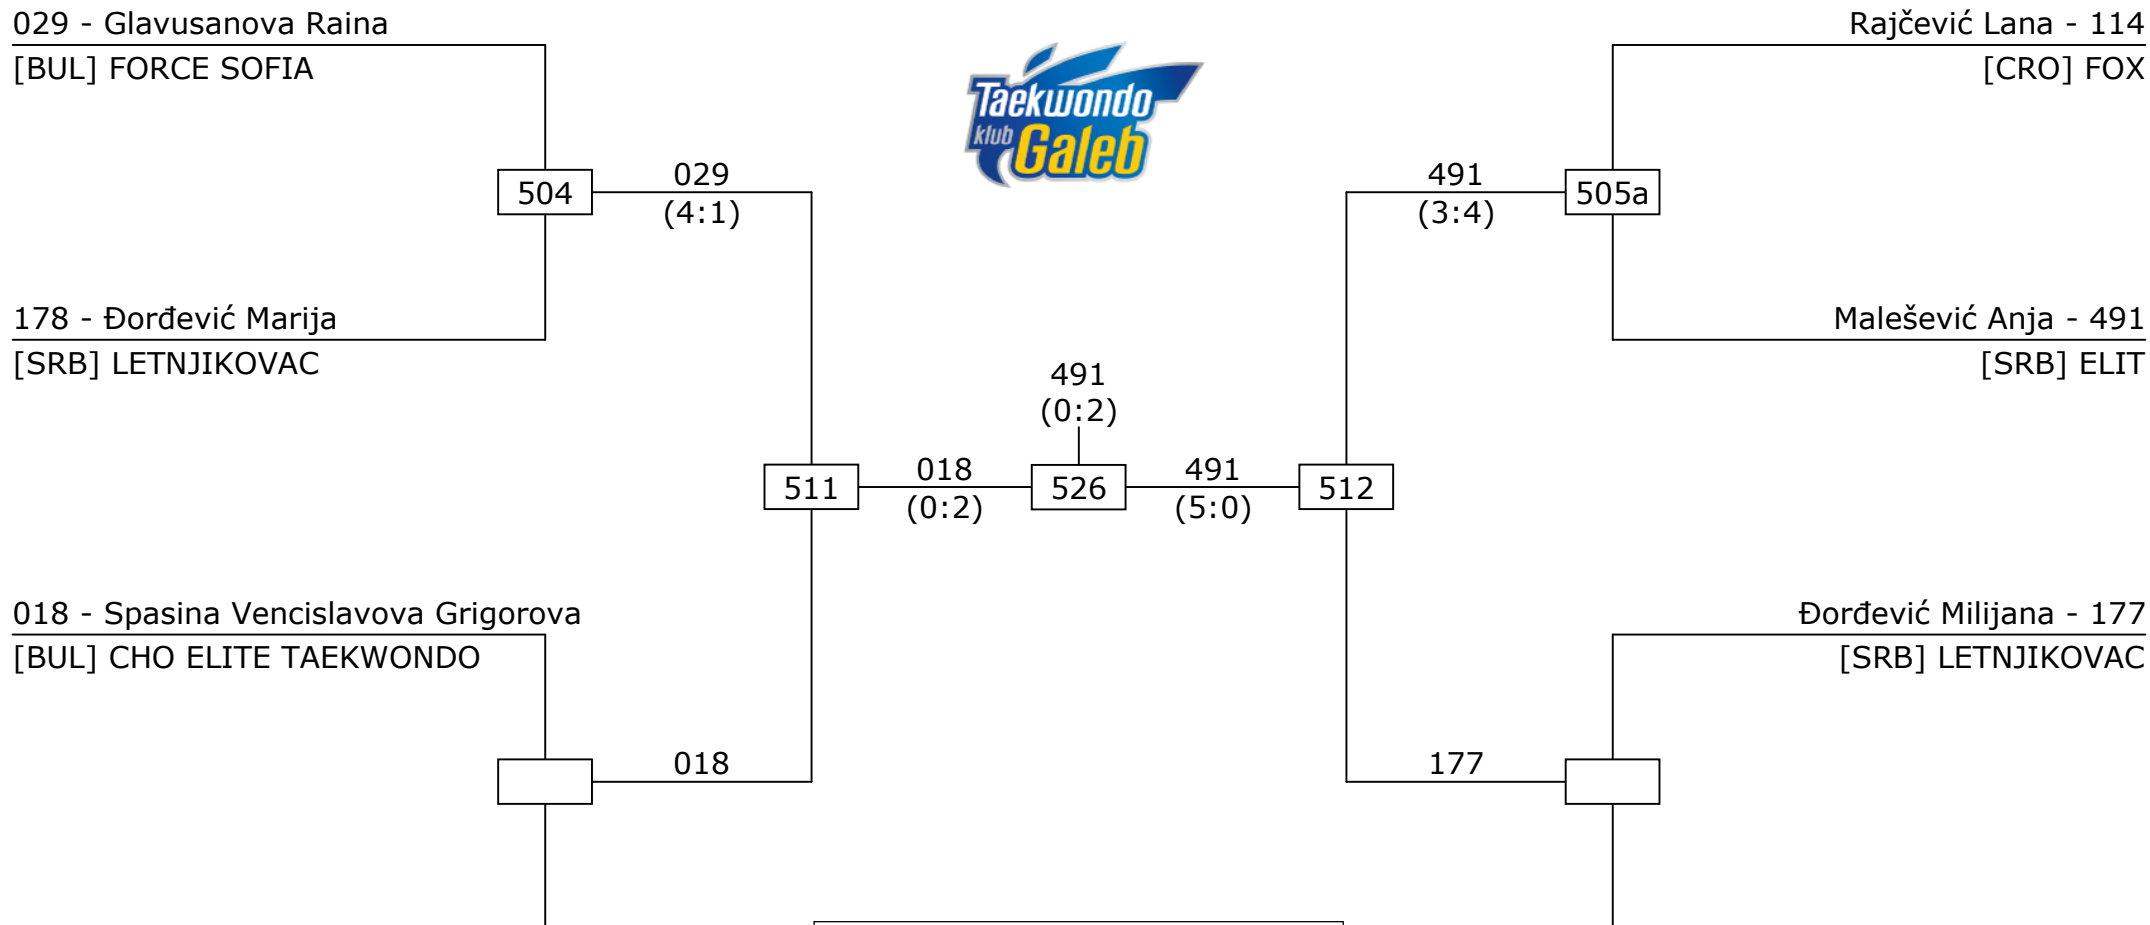 029 - Glavusanova Raina
[BUL] FORCE SOFIA
Rajčević Lana - 114
[CRO] FOX
Taekwondo
klub Galeb
504
029
(4:1)
491
(3:4)
505a
178 - Đorđević Marija
[SRB] LETNJIKOVAC
Malešević Anja - 491
[SRB] ELIT
491
(0:2)
511
018
(0:2)
526
491
(5:0)
512
018 - Spasina Vencislavova Grigorova
[BUL] CHO ELITE TAEKWONDO
Đorđević Milijana - 177
[SRB] LETNJIKOVAC
018
177